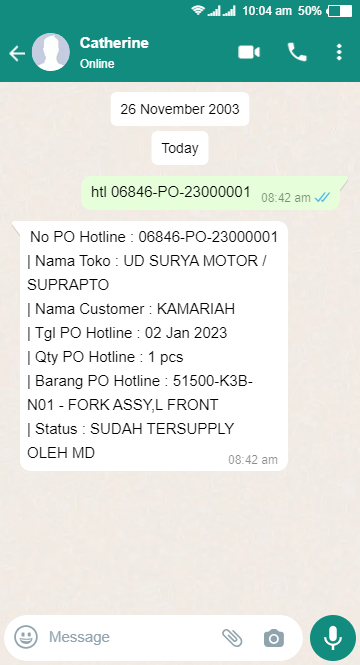 10:04 am 50%
Catherine
Online
26 November 2003
Today
htl 06846-PO-23000001 08:42 am
No PO Hotline : 06846-PO-23000001
| Nama Toko : UD SURYA MOTOR /
SUPRAPTO
| Nama Customer : KAMARIAH
| Tgl PO Hotline : 02 Jan 2023
| Qty PO Hotline : 1 pcs
| Barang PO Hotline : 51500-K3B-
N01 - FORK ASSY,L FRONT
| Status : SUDAH TERSUPPLY
OLEH MD
08:42 am
Message